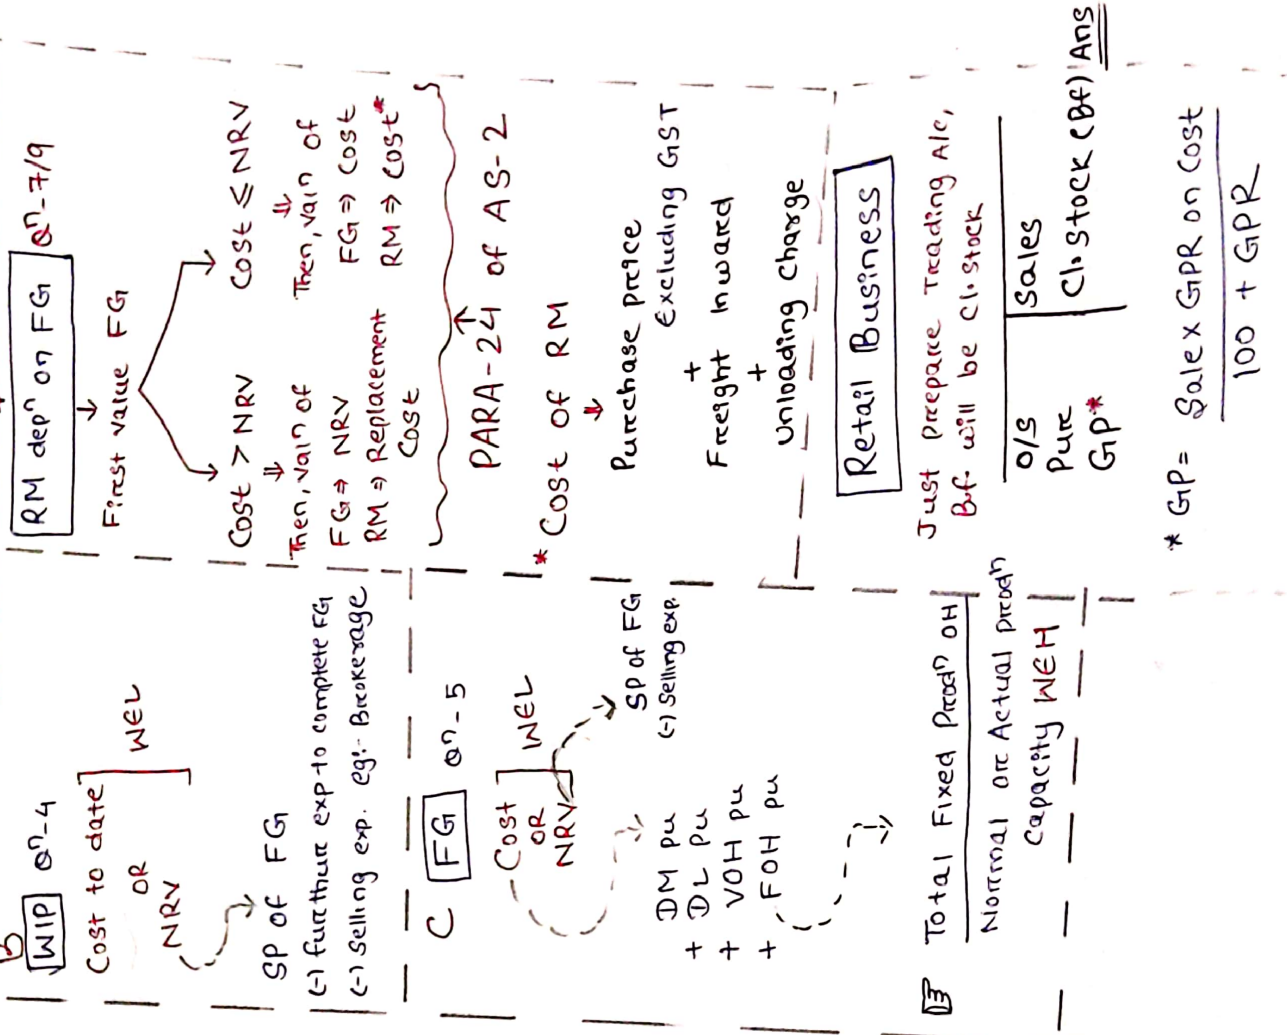 B
WIP Qn-4
Cost to date
OR
NRV
WEL
SP of FG
(-) furthure exp to complete FG
(-) selling exp. eg:- Brokerage
C FG Qn-5
Cost
OR
NRV
WEL
SP of FG
(-) selling exp.
DM pu
+ DL pu
+ VOH pu
+ FOH pu
Total Fixed Prodn OH
Normal or Actual prodn
capacity WEH
RM depn on FG Qn-7/9
First value FG
Cost > NRV
Then, valn of
FG ⇒ NRV
RM ⇒ Replacement
Cost
Cost ≤ NRV
Then, valn of
FG ⇒ Cost
RM ⇒ Cost*
PARA-24 of AS-2
* Cost of RM
Purchase price
excluding GST
+
Freight Inward
+
Unloading charge
Retail Business
Just prepare Trading A/c,
B.f. will be Cl. stock
O/S
Pure
GP*
Sales
Cl. Stock (Bf) Ans
* GP = Sale x GPR on Cost
100 + GPR